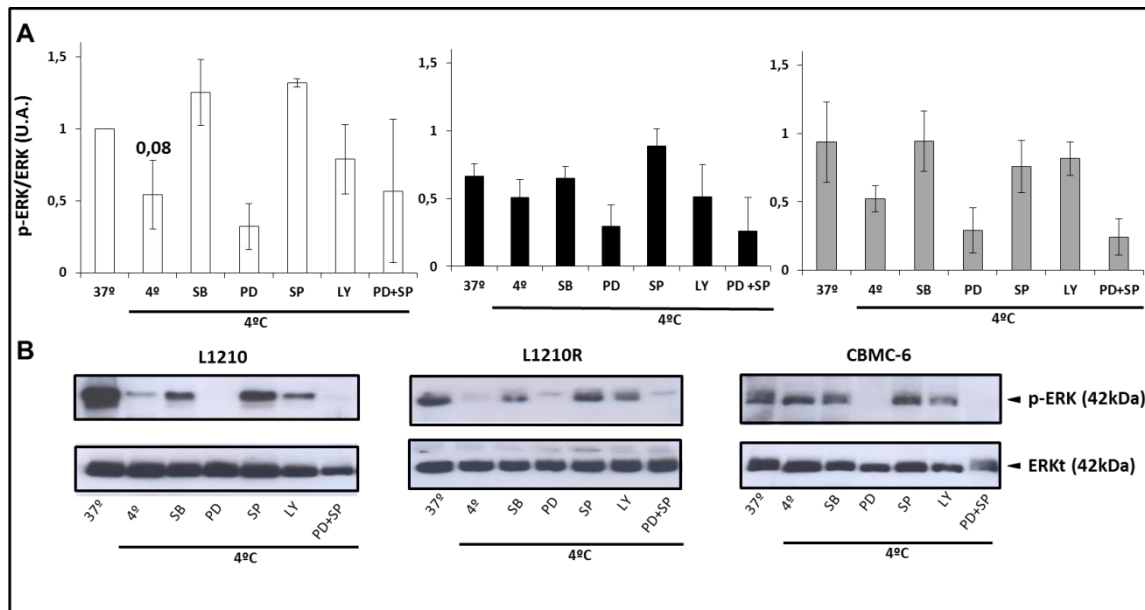 A
p-ERK/ERK (U.A.)
1,5
1
0,5
0
0,08
37º 4º SB PD SP LY PD+SP
4ºC
1,5
1
0,5
0
37º 4º SB PD SP LY PD +SP
4ºC
1,5
1
0,5
0
37º 4º SB PD SP LY PD+SP
4ºC
B
L1210
L1210R
CBMC-6
p-ERK (42kDa)
ERKt (42kDa)
37º 4º SB PD SP LY PD+SP
4ºC
37º 4º SB PD SP LY PD+SP
4ºC
37º 4º SB PD SP LY PD+SP
4ºC